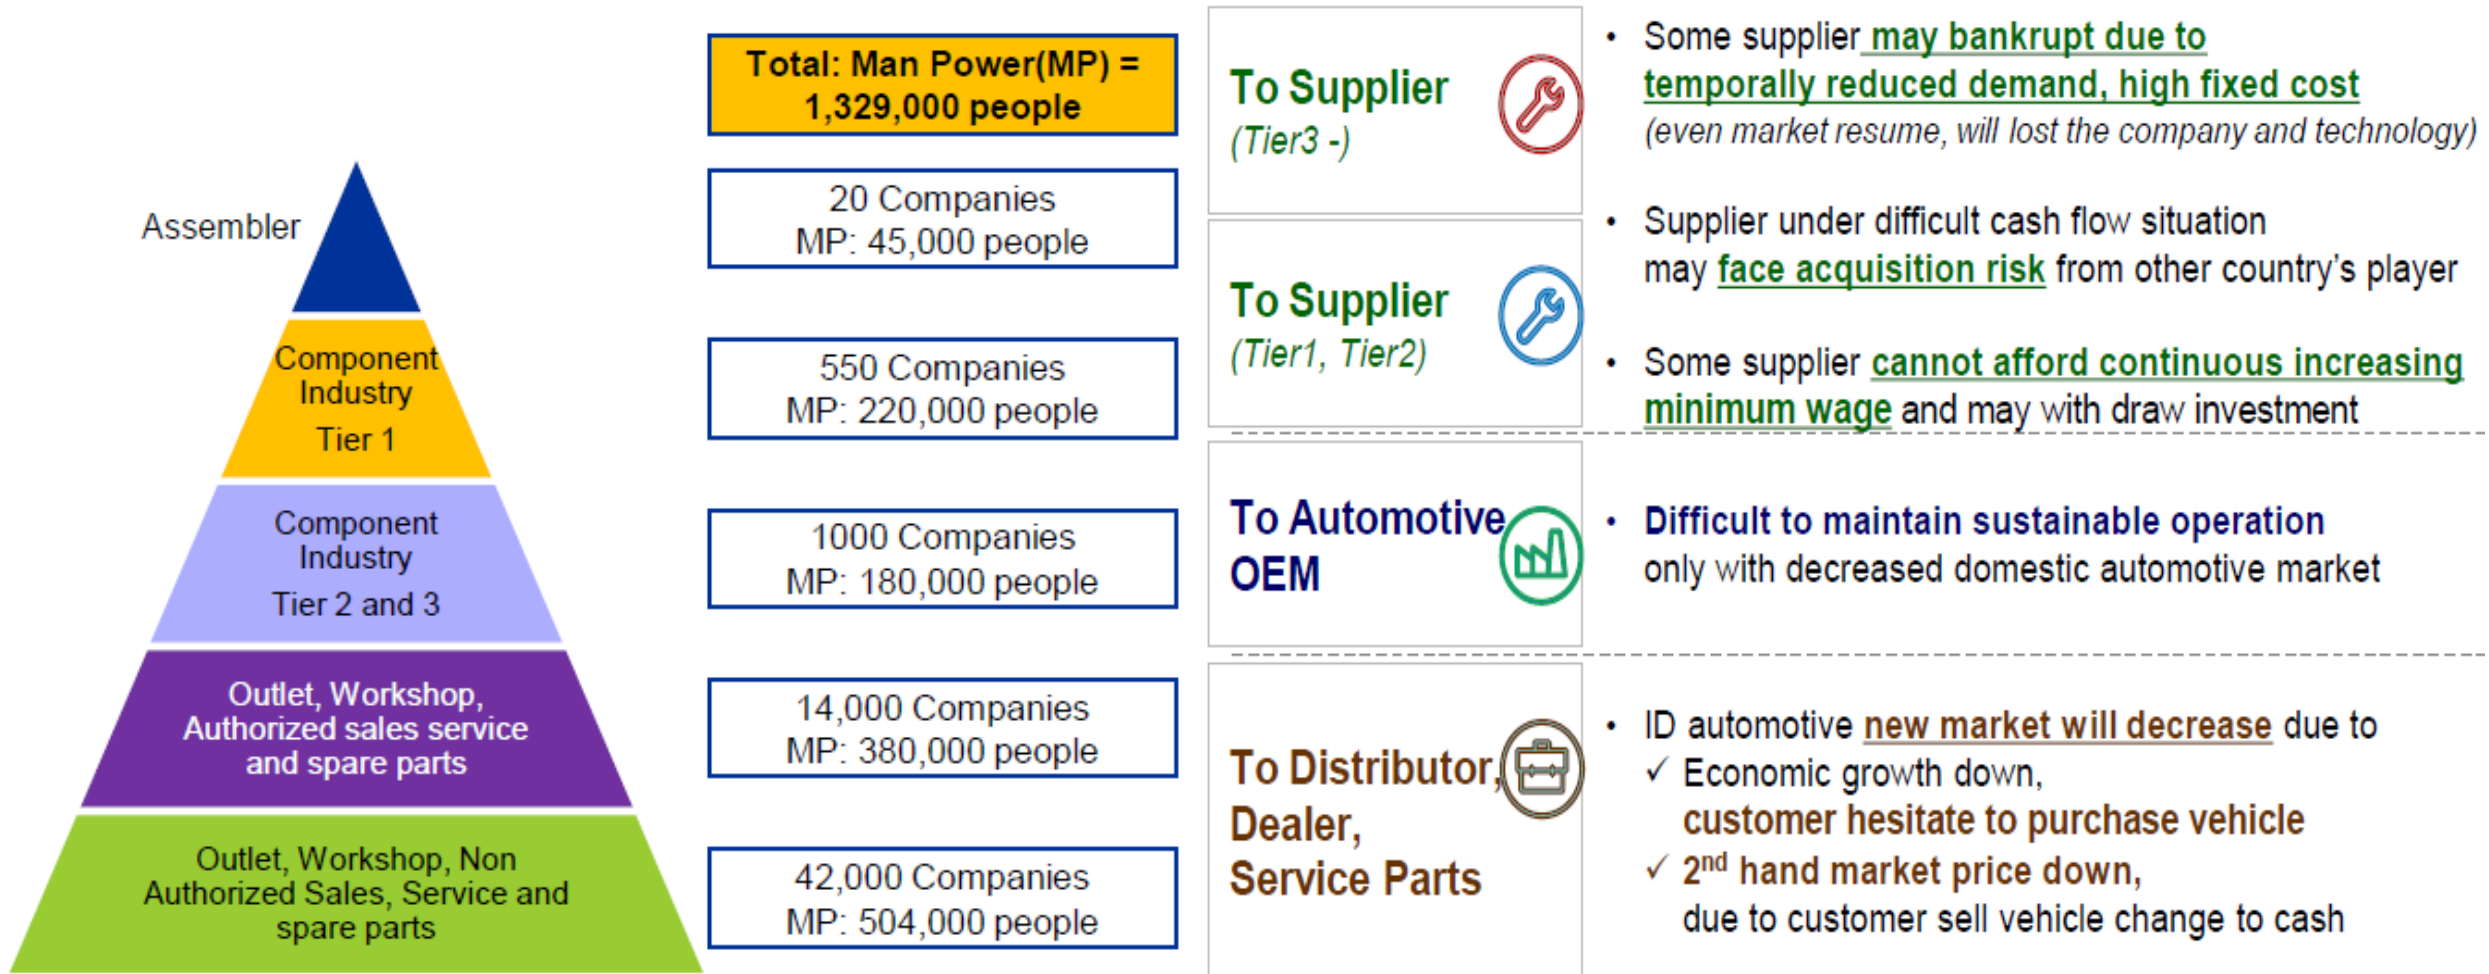 Assembler
Component
Industry
Tier 1
Component
Industry
Tier 2 and 3
Outlet, Workshop,
Authorized sales service
and spare parts
Outlet, Workshop, Non
Authorized Sales, Service and
spare parts
Total: Man Power(MP) =
1,329,000 people
20 Companies
MP: 45,000 people
550 Companies
MP: 220,000 people
1000 Companies
MP: 180,000 people
14,000 Companies
MP: 380,000 people
42,000 Companies
MP: 504,000 people
To Supplier
(Tier3 -)
To Supplier
(Tier1, Tier2)
• Some supplier may bankrupt due to
temporally reduced demand, high fixed cost
(even market resume, will lost the company and technology)
• Supplier under difficult cash flow situation
may face acquisition risk from other country's player
• Some supplier cannot afford continuous increasing
minimum wage and may with draw investment
To Automotive
OEM
• Difficult to maintain sustainable operation
only with decreased domestic automotive market
To Distributor,
Dealer,
Service Parts
• ID automotive new market will decrease due to
✓ Economic growth down,
customer hesitate to purchase vehicle
✓ 2nd hand market price down,
due to customer sell vehicle change to cash